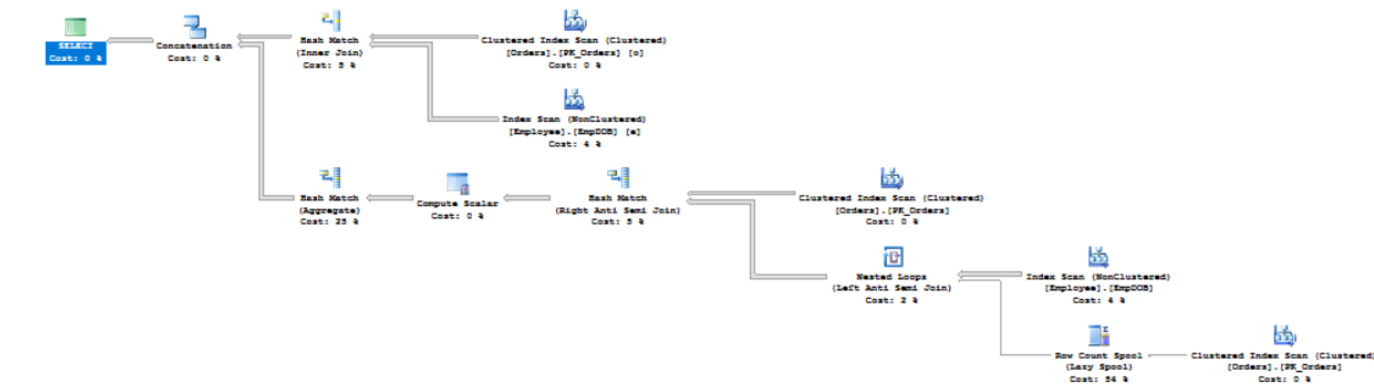 SELECT
Cost: 0 %
Concatenation
Cost: 0 %
Hash Match
(Inner Join)
Cost: 5 %
Clustered Index Scan (Clustered)
[Orders].[PK_Orders] [o]
Cost: 0 %
Index Scan (NonClustered)
[Employee].[EmpDOB] [e]
Cost: 4 %
Hash Match
(Aggregate)
Cost: 25 %
Compute Scalar
Cost: 0 %
Hash Match
(Right Anti Semi Join)
Cost: 5 %
Clustered Index Scan (Clustered)
[Orders].[PK_Orders]
Cost: 0 %
Nested Loops
(Left Anti Semi Join)
Cost: 2 %
Index Scan (NonClustered)
[Employee].[EmpDOB]
Cost: 4 %
Row Count Spool
(Lazy Spool)
Cost: 54 %
Clustered Index Scan (Clustered)
[Orders].[PK_Orders]
Cost: 0 %